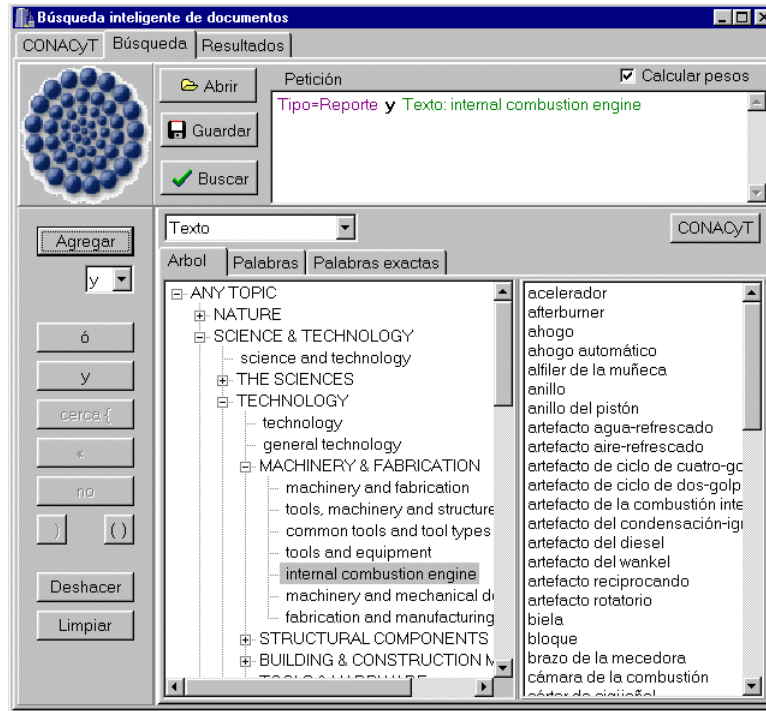 Búsqueda inteligente de documentos
CONACyT Búsqueda Resultados
Abrir
Guardar
Buscar
Petición
Calcular pesos
Tipo=Reporte y Texto: internal combustion engine
Agregar
y
ó
y
cerca {
«
no
) ()
Deshacer
Limpiar
Texto
CONACyT
Arbol Palabras Palabras exactas
ANY TOPIC
NATURE
SCIENCE & TECHNOLOGY
science and technology
THE SCIENCES
TECHNOLOGY
technology
general technology
MACHINERY & FABRICATION
machinery and fabrication
tools, machinery and structure
common tools and tool types
tools and equipment
internal combustion engine
machinery and mechanical d
fabrication and manufacturing
STRUCTURAL COMPONENTS
BUILDING & CONSTRUCTION
acelerador
afterburner
ahogo
ahogo automático
alfiler de la muñeca
anillo
anillo del pistón
artefacto agua-refrescado
artefacto aire-refrescado
artefacto de ciclo de cuatro-go
artefacto de ciclo de dos-golp
artefacto de la combustión inte
artefacto del condensación-ig
artefacto del diesel
artefacto del wankel
artefacto reciprocando
artefacto rotatorio
biela
bloque
brazo de la mecedora
cámara de la combustión